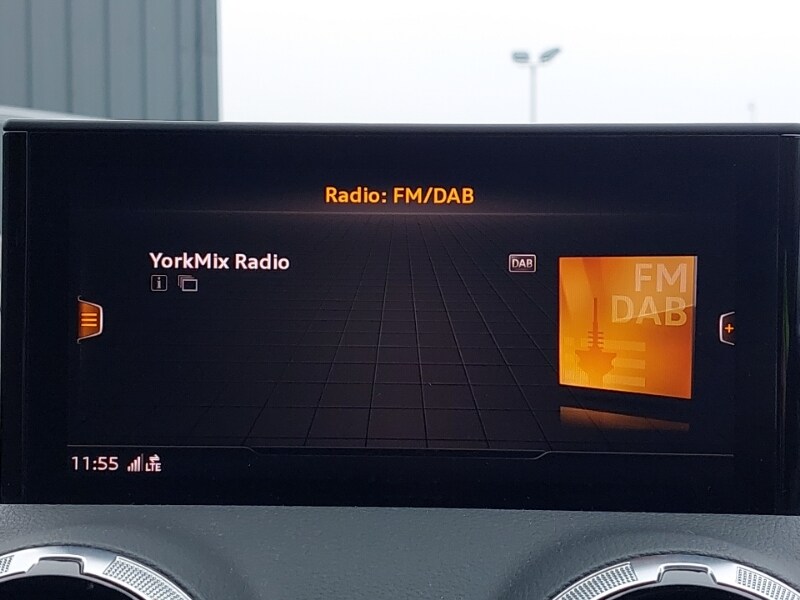 Radio: FM/DAB
YorkMix Radio
DAB
i
FM
DAB
11:55 LTE